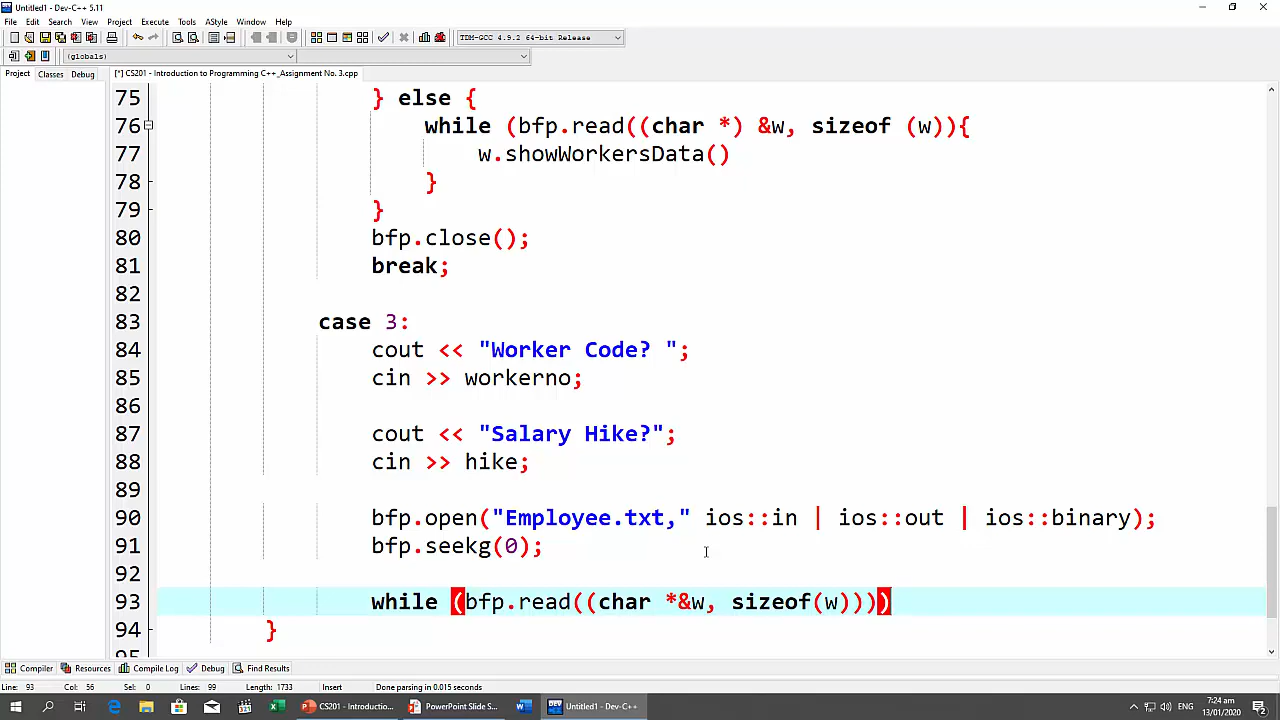 Untitled1 - Dev-C++ 5.11
File Edit Search View Project Execute Tools AStyle Window Help
TDM-GCC 4.9.2 64-bit Release
(globals)
Project Classes Debug [*] CS201 - Introduction to Programming C++_Assignment No. 3.cpp
75 } else {
76 while (bfp.read((char *) &w, sizeof (w)){
77 w.showWorkersData()
78 }
79 }
80 bfp.close();
81 break;
82
83 case 3:
84 cout << "Worker Code? ";
85 cin >> workerno;
86
87 cout << "Salary Hike?";
88 cin >> hike;
89
90 bfp.open("Employee.txt," ios::in | ios::out | ios::binary);
91 bfp.seekg(0);
92
93 while (bfp.read((char *&w, sizeof(w))))
94 }
Compiler Resources Compile Log Debug Find Results
Line: 93 Col: 56 Sel: 0 Lines: 99 Length: 1733 Insert Done parsing in 0.015 seconds
CS201 - Introductio... PowerPoint Slide S... Untitled1 - Dev-C++ ENG 7:24 am
13/01/2020